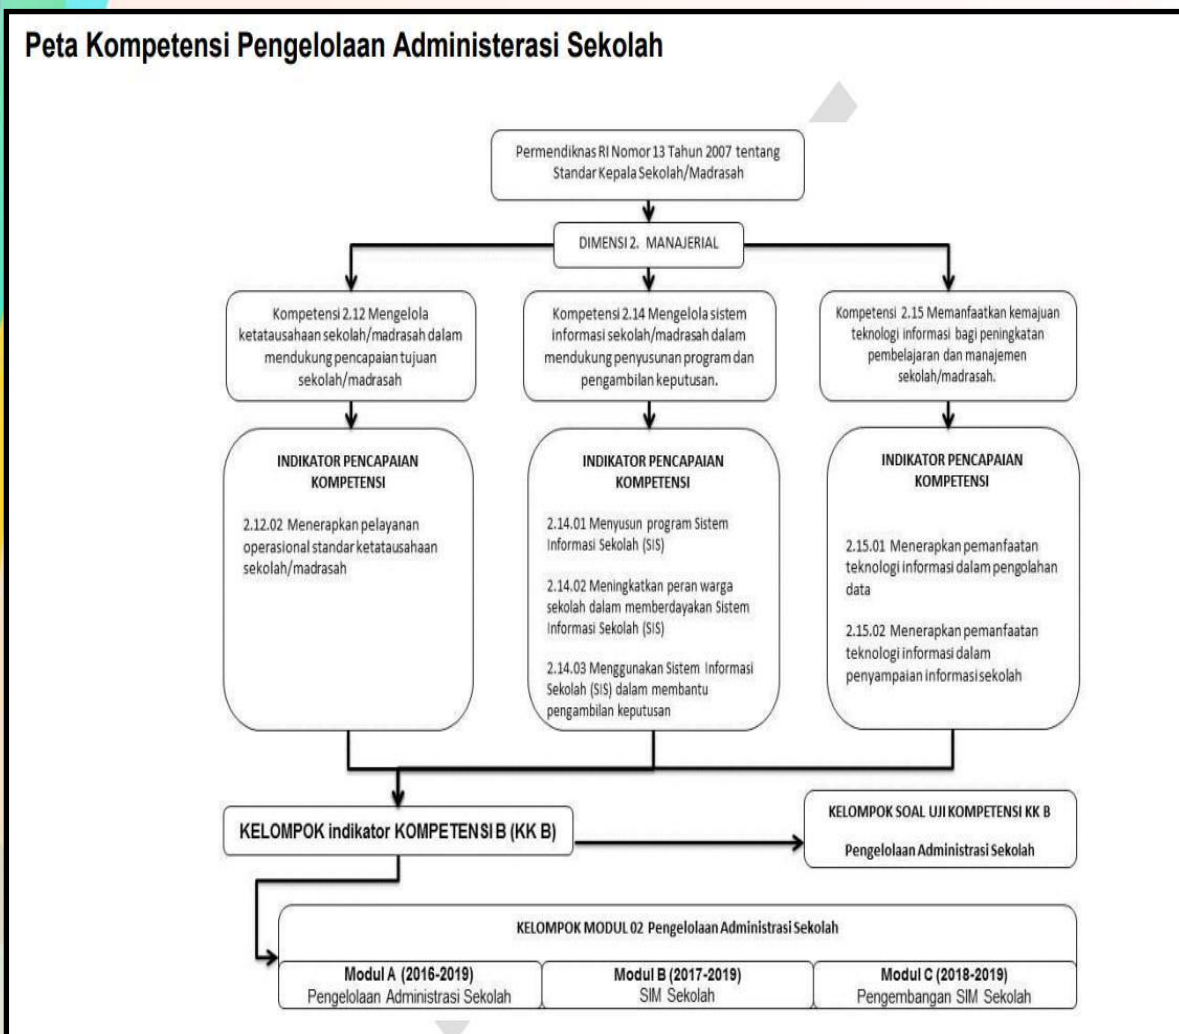 Peta Kompetensi Pengelolaan Administerasi Sekolah
Permendiknas RI Nomor 13 Tahun 2007 tentang
Standar Kepala Sekolah/Madrasah
DIMENSI 2. MANAJERIAL
Kompetensi 2.12 Mengelola
ketatausahaan sekolah/madrasah dalam
mendukung pencapaian tujuan
sekolah/madrasah
Kompetensi 2.14 Mengelola sistem
informasi sekolah/madrasah dalam
mendukung penyusunan program dan
pengambilan keputusan.
Kompetensi 2.15 Memanfaatkan kemajuan
teknologi informasi bagi peningkatan
pembelajaran dan manajemen
sekolah/madrasah.
INDIKATOR PENCAPAIAN
KOMPETENSI
2.12.02 Menerapkan pelayanan
operasional standar ketatausahaan
sekolah/madrasah
INDIKATOR PENCAPAIAN
KOMPETENSI
2.14.01 Menyusun program Sistem
Informasi Sekolah (SIS)
2.14.02 Meningkatkan peran warga
sekolah dalam memberdayakan Sistem
Informasi Sekolah (SIS)
2.14.03 Menggunakan Sistem Informasi
Sekolah (SIS) dalam membantu
pengambilan keputusan
INDIKATOR PENCAPAIAN
KOMPETENSI
2.15.01 Menerapkan pemanfaatan
teknologi informasi dalam pengolahan
data
2.15.02 Menerapkan pemanfaatan
teknologi informasi dalam
penyampaian informasi sekolah
KELOMPOK indikator KOMPETENSI B (KK B)
KELOMPOK SOAL UJI KOMPETENSI KK B
Pengelolaan Administrasi Sekolah
KELOMPOK MODUL 02 Pengelolaan Administrasi Sekolah
Modul A (2016-2019)
Pengelolaan Administrasi Sekolah
Modul B (2017-2019)
SIM Sekolah
Modul C (2018-2019)
Pengembangan SIM Sekolah